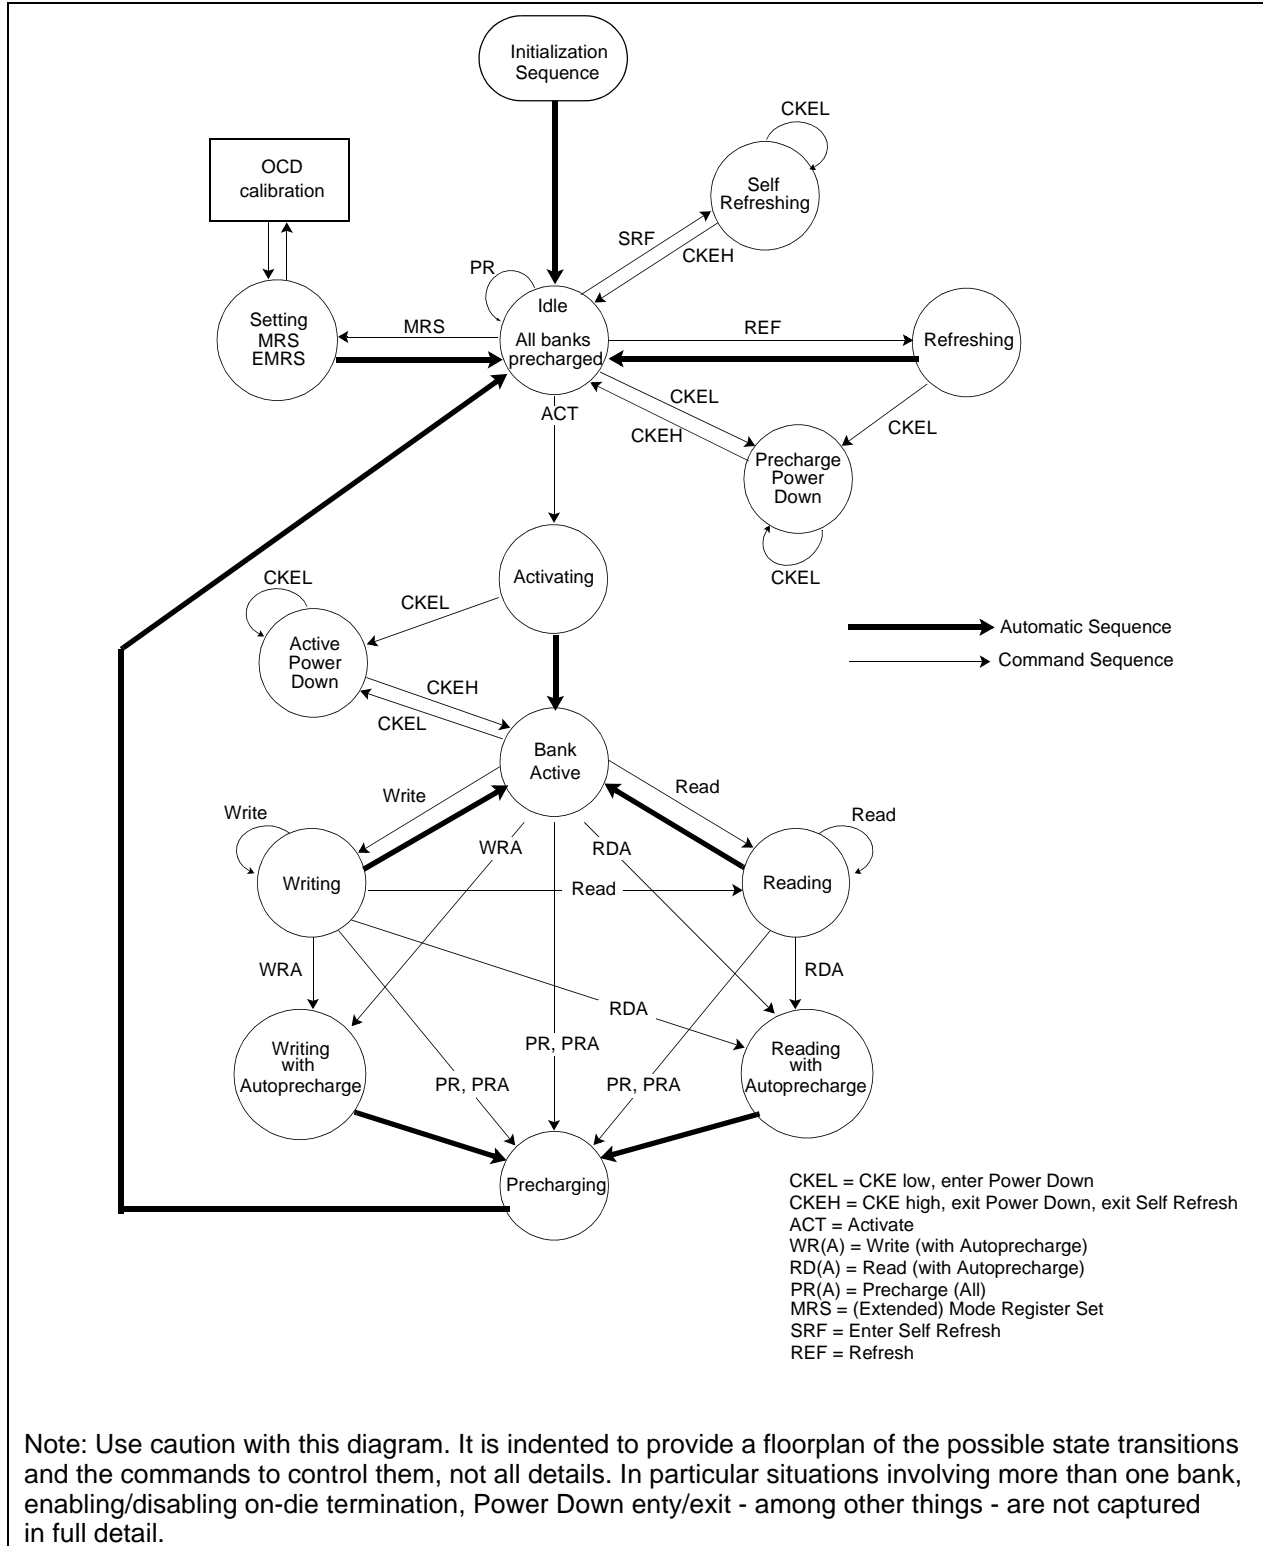 Initialization
Sequence
CKEL
OCD
calibration
Self
Refreshing
SRF
CKEH
PR
Idle
All banks
precharged
Setting
MRS
EMRS
MRS
REF
Refreshing
CKEL
CKEH
CKEL
ACT
Precharge
Power
Down
CKEL
Activating
CKEL
CKEL
Active
Power
Down
Automatic Sequence
Command Sequence
CKEH
CKEL
Bank
Active
Write
Read
Write
Read
WRA
RDA
Writing
Read
Reading
WRA
RDA
RDA
Writing
with
Autoprecharge
PR, PRA
Reading
with
Autoprecharge
PR, PRA
PR, PRA
Precharging
CKEL = CKE low, enter Power Down
CKEH = CKE high, exit Power Down, exit Self Refresh
ACT = Activate
WR(A) = Write (with Autoprecharge)
RD(A) = Read (with Autoprecharge)
PR(A) = Precharge (All)
MRS = (Extended) Mode Register Set
SRF = Enter Self Refresh
REF = Refresh
Note: Use caution with this diagram. It is indented to provide a floorplan of the possible state transitions
and the commands to control them, not all details. In particular situations involving more than one bank,
enabling/disabling on-die termination, Power Down enty/exit - among other things - are not captured
in full detail.